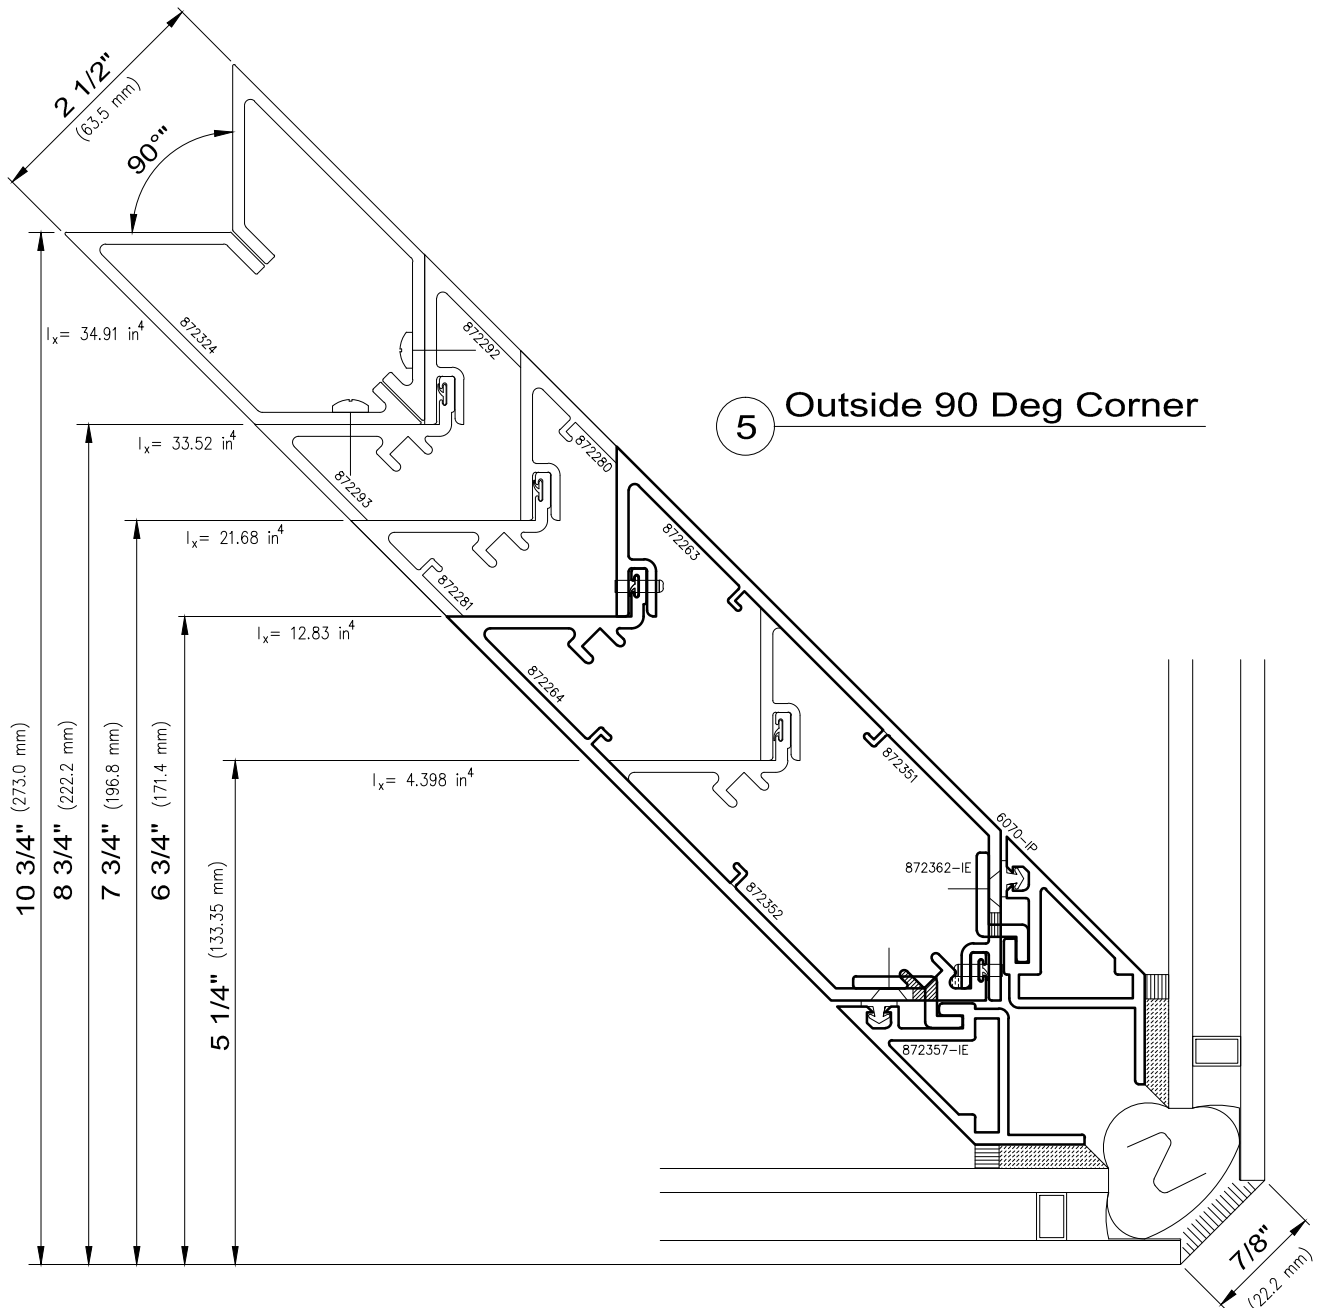 2 1/2"
(63.5 mm)
90°"
Ix= 34.91 in4
872324
872292
5 Outside 90 Deg Corner
Ix= 33.52 in4
872293
872280
Ix= 21.68 in4
872281
872263
Ix= 12.83 in4
872264
872351
Ix= 4.398 in4
10 3/4" (273.0 mm)
8 3/4" (222.2 mm)
7 3/4" (196.8 mm)
6 3/4" (171.4 mm)
5 1/4" (133.35 mm)
6070-IP
872362-IE
872352
872357-IE
7/8"
(22.2 mm)